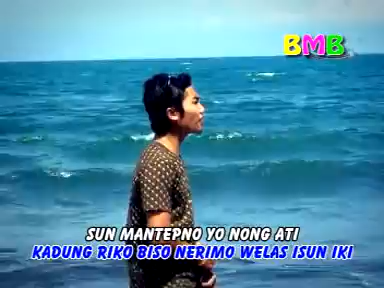 BMB
SUN MANTEPNO YO NONG ATI
KADUNG RIKO BISO NERIMO WELAS ISUN IKI